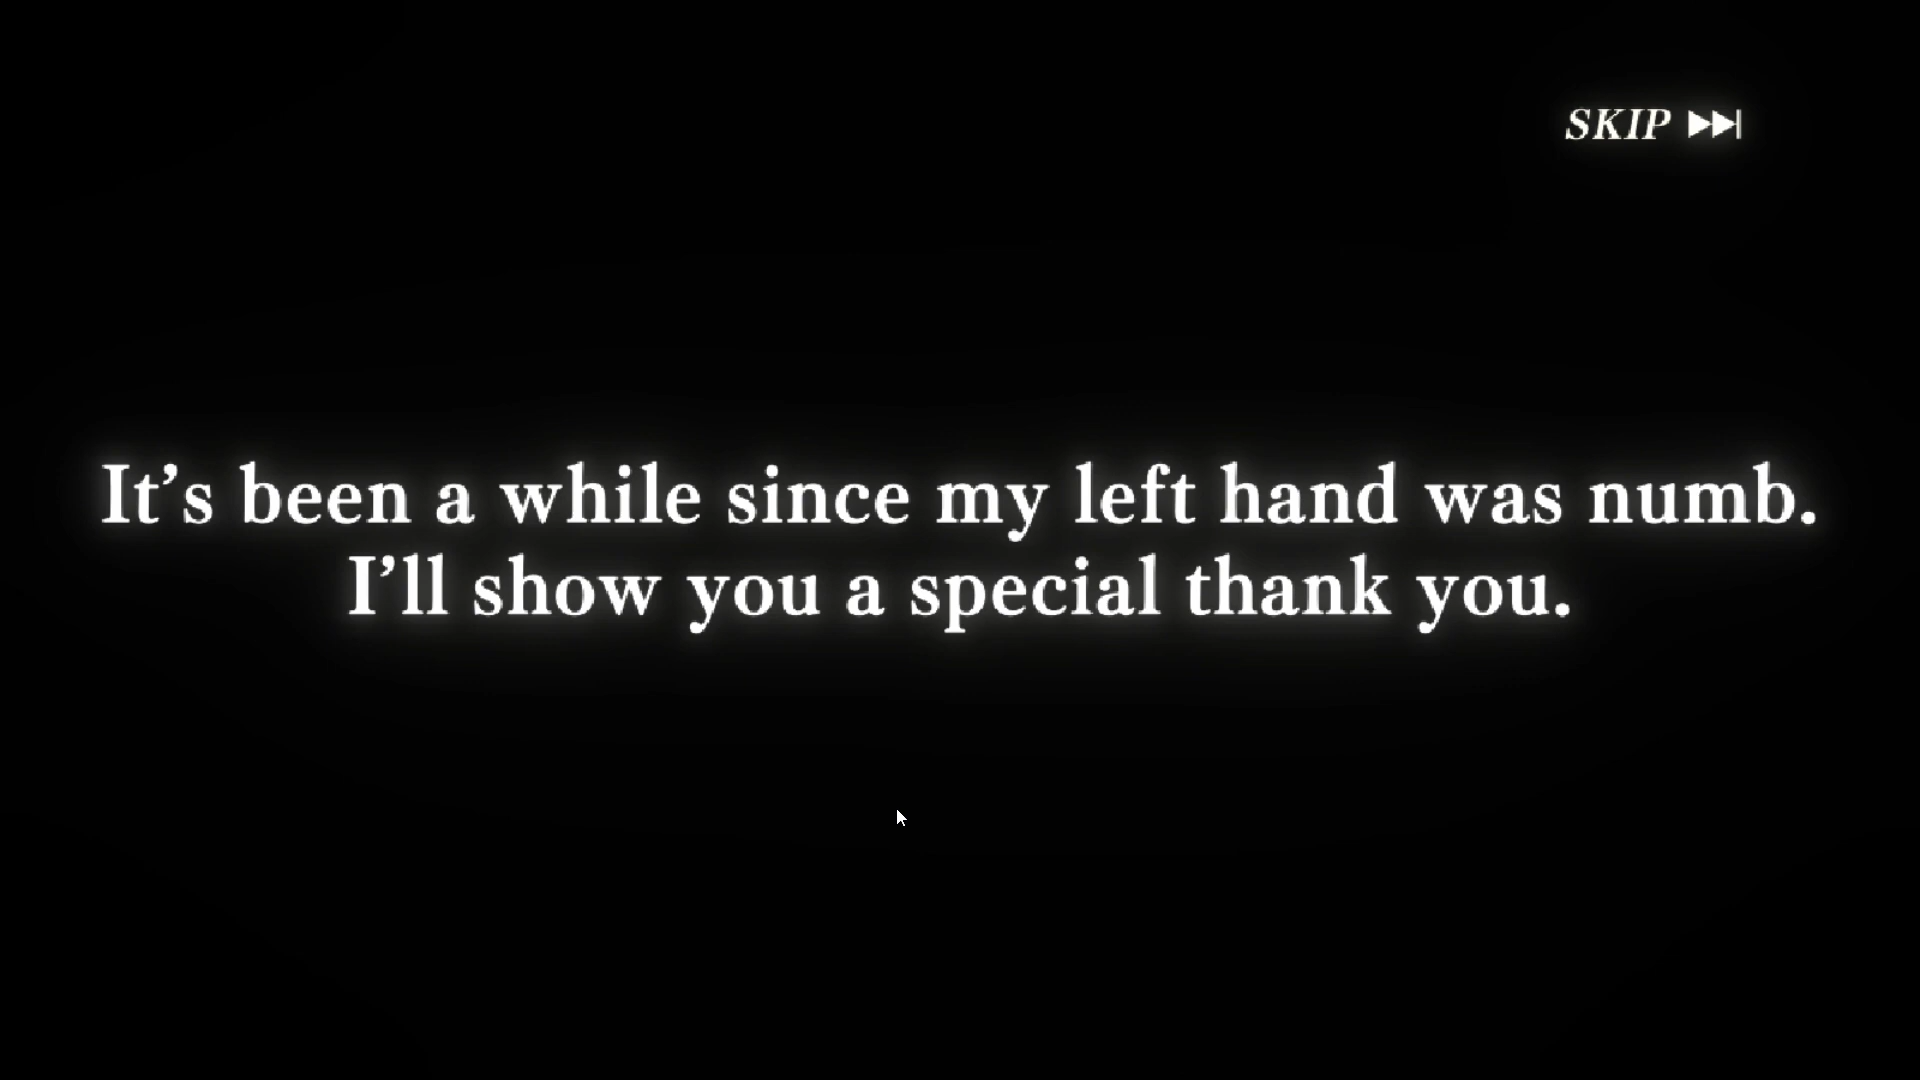 SKIP
It’s been a while since my left hand was numb.
I’ll show you a special thank you.